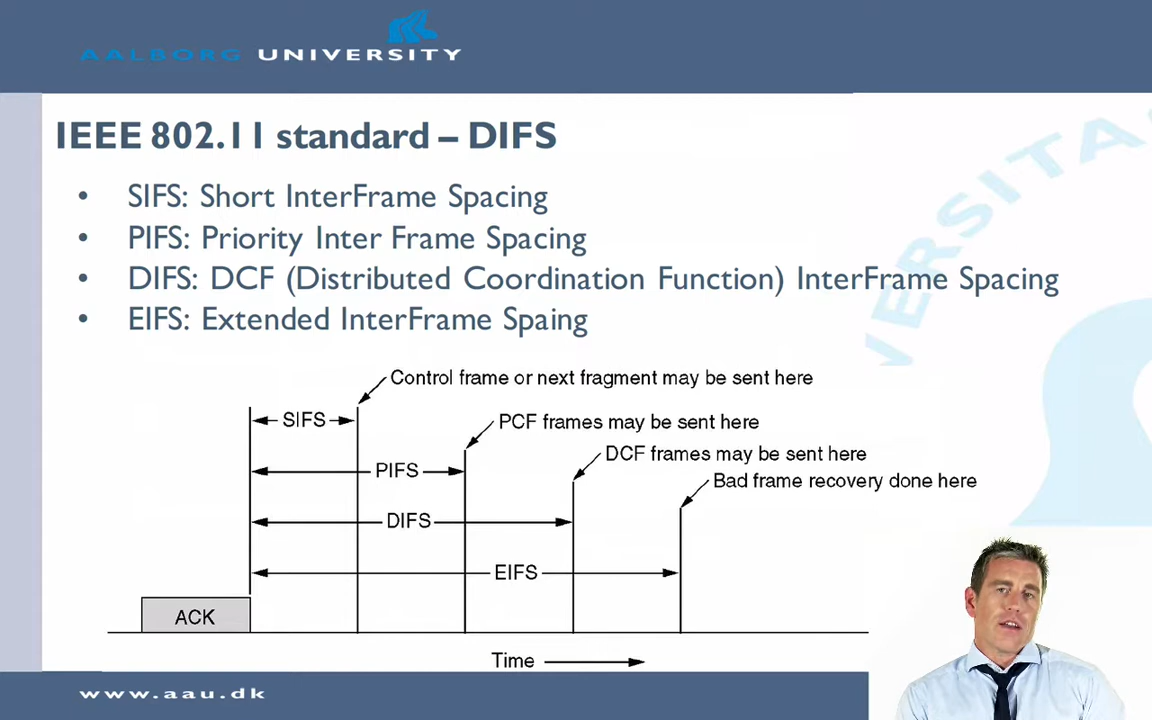 AALBORG UNIVERSITY
IEEE 802.11 standard – DIFS
• SIFS: Short InterFrame Spacing
• PIFS: Priority Inter Frame Spacing
• DIFS: DCF (Distributed Coordination Function) InterFrame Spacing
• EIFS: Extended InterFrame Spaing
Control frame or next fragment may be sent here
SIFS
PCF frames may be sent here
DCF frames may be sent here
PIFS
Bad frame recovery done here
DIFS
EIFS
ACK
Time
www.aau.dk
VERSITA